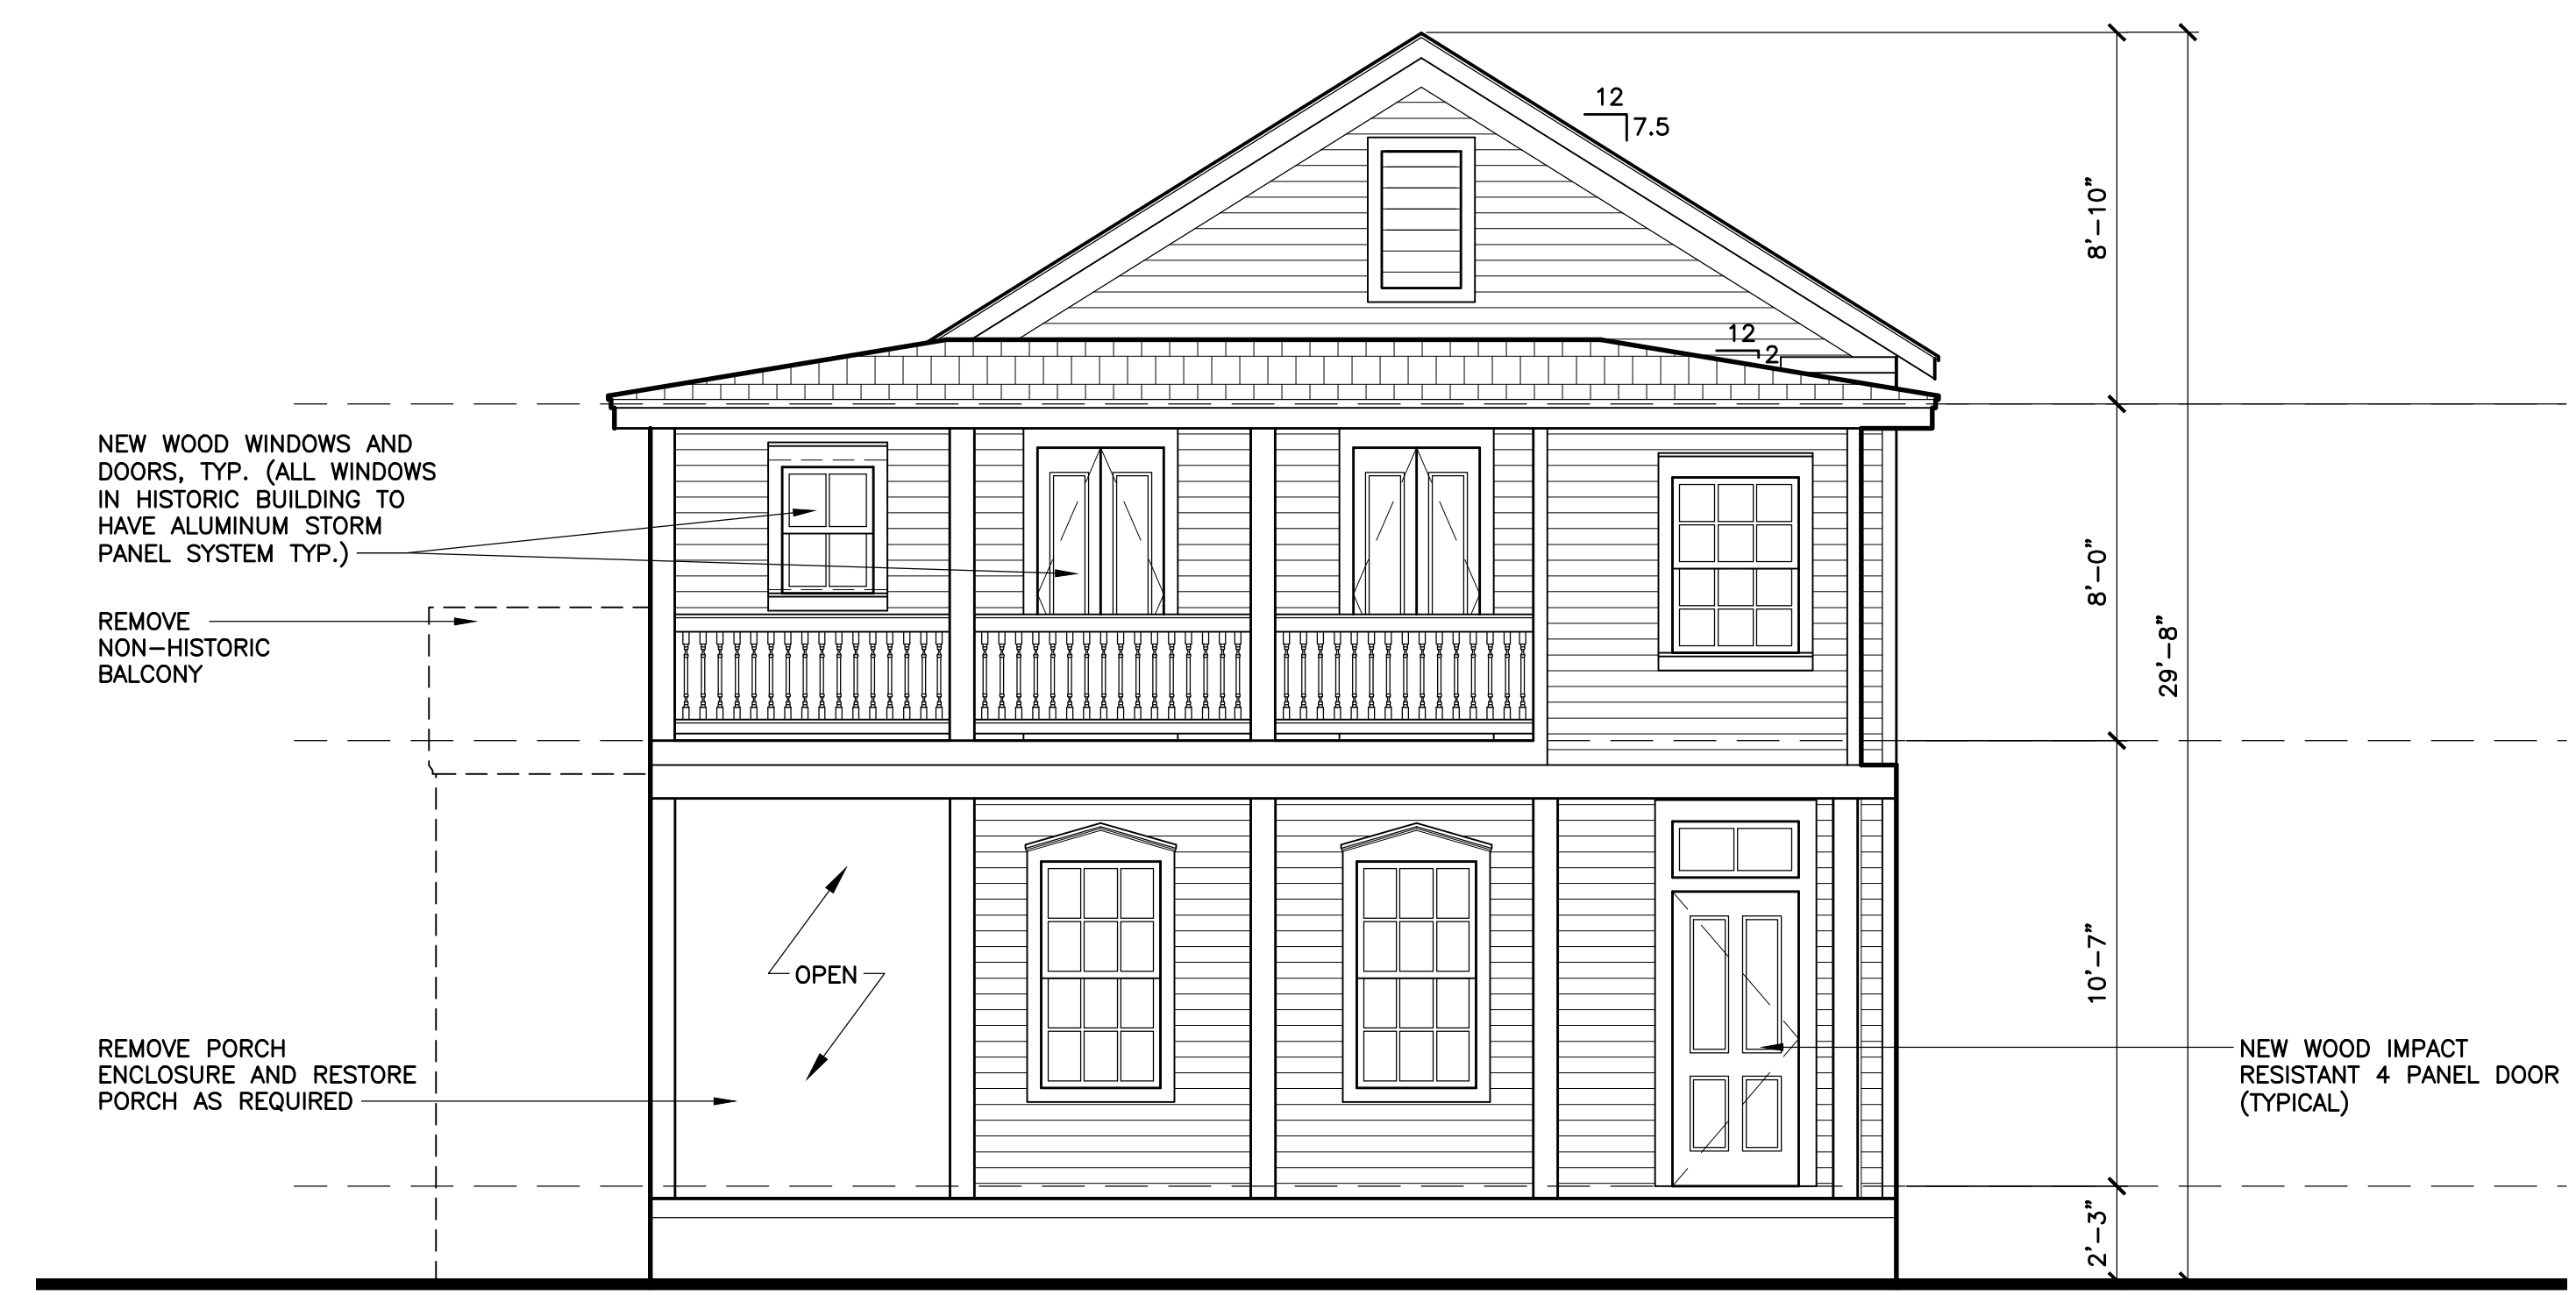 12
7.5
8'-10"
12
2
NEW WOOD WINDOWS AND
DOORS, TYP. (ALL WINDOWS
IN HISTORIC BUILDING TO
HAVE ALUMINUM STORM
PANEL SYSTEM TYP.)
8'-0"
REMOVE
NON-HISTORIC
BALCONY
29'-8"
OPEN
10'-7"
REMOVE PORCH
ENCLOSURE AND RESTORE
PORCH AS REQUIRED
NEW WOOD IMPACT
RESISTANT 4 PANEL DOOR
(TYPICAL)
2'-3"